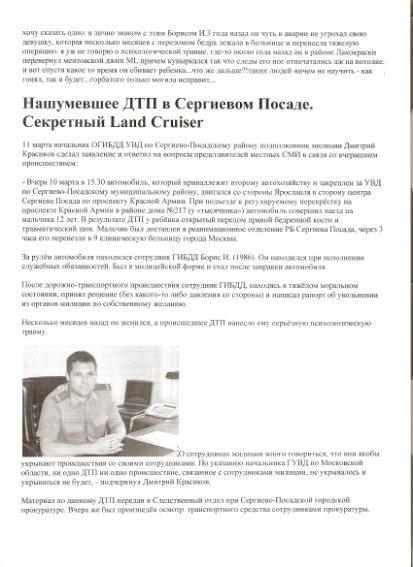 хочу сказать одно: я лично знаком с этим Борисом И.3 года назад он чуть в аварии не угрохал свою
девушку, которая несколько месяцев с переломом бедра лежала в больнице и перенесла тяжелую
операцию. я уж не говорю о психологической травме. где-то около года назад он в районе Лакокраски
перевернул ментовской джип ML причем кувыркался так что следы его ног отпечатались аж на потолке.
и вот спустя какое то время он сбивает ребенка...что же дальше?!таких людей ничем не научить - как
гонял, так и будет...горбатого только могила исправит...
Нашумевшее ДТП в Сергиевом Посаде.
Секретный Land Cruiser
11 марта начальник ОГИБДД УВД по Сергиево-Посадскому району подполковник милиции Дмитрий
Красиков сделал заявление и ответил на вопросы представителей местных СМИ в связи со вчерашним
происшествием:
- Вчера 10 марта в 15.30 автомобиль, который принадлежит второму автохозяйству и закреплен за УВД
по Сергиево-Посадскому муниципальному району, двигался со стороны Ярославля в сторону центра
Сергиева Посада по проспекту Красной Армии. При подъезде к регулируемому перекрёстку на
проспекте Красной Армии в районе дома №217 (у «тысячника») автомобиль совершил наезд на
мальчика 12 лет. В результате ДТП у ребёнка открытый перелом правой бедренной кости и
травматический шок. Мальчик был доставлен в реанимационное отделение РБ Сергиева Посада, через 3
часа его перевезли в 9 клиническую больницу города Москвы.
За рулём автомобиля находился сотрудник ГИБДД Борис И. (1986). Он находился при исполнении
служебных обязанностей. Был в милицейской форме и ехал после заправки автомобиля.
После дорожно-транспортного происшествия сотрудник ГИБДД, находясь в тяжёлом моральном
состоянии, принял решение (без какого-то либо давления со стороны) и написал рапорт об увольнении
из органов милиции по собственному желанию.
Несколько месяцев назад он женился, а происшедшее ДТП нанесло ему серьёзную психологическую
травму.
О сотрудниках милиции много говориться, что они якобы
укрывают происшествия со своими сотрудниками. По указанию начальника ГУВД по Московской
области, ни одно ДТП ни одно происшествие, связанное с сотрудниками милиции, не укрывалось и
укрываться не будет, - подчеркнул Дмитрий Красиков.
Материал по данному ДТП передан в Следственный отдел при Сергиево-Посадской городской
прокуратуре. Вчера же был произведён осмотр транспортного средства сотрудниками прокуратуры.